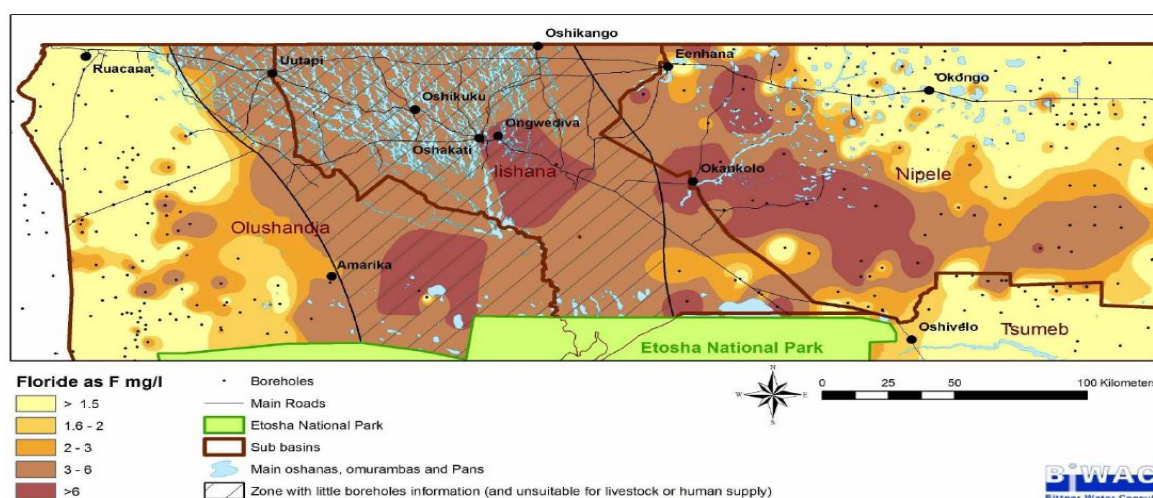 Oshikango
Ruacana
Uutapi
Eenhana
Okongo
Oshikuku
Ongwediva
Oshakati
Iishana
Okankolo
Nipele
Olushandja
Amarika
Oshivelo
Tsumeb
Etosha National Park
Floride as F mg/l
> 1.5
1.6 - 2
2 - 3
3 - 6
>6
Boreholes
Main Roads
Etosha National Park
Sub basins
Main oshanas, omurambas and Pans
Zone with little boreholes information (and unsuitable for livestock or human supply)
N
W
E
S
0 25 50 100 Kilometers
BIWAC